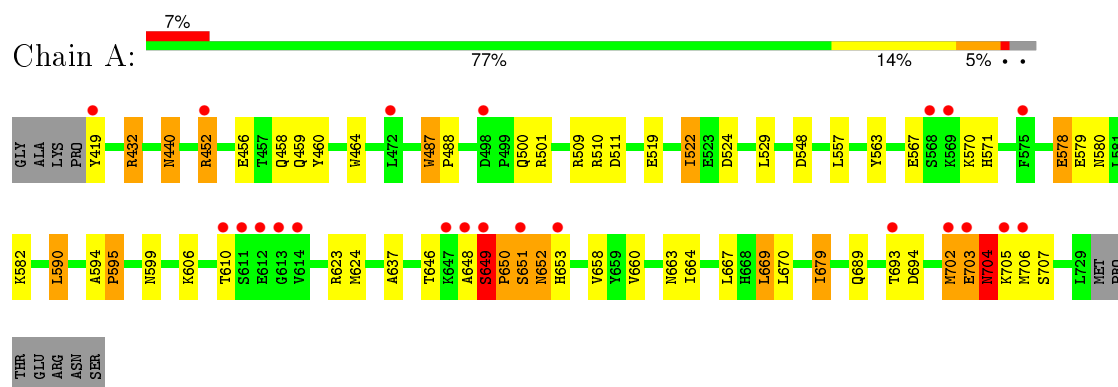 7%
Chain A:
77% 14% 5% • •
GLY ALA LYS PRO Y419 R432 N440 R452 E456 T457 Q458 Q459 Y460 W464 L472 W487 P488 D498 P499 Q500 R501 R509 R510 D511 E519 I522 E523 D524 L529 D548 L557 Y563 E567 S568 K569 K570 H571 F575 E578 E579 N580 L581
K582 L590 A594 P595 N599 K606 T610 S611 E612 G613 V614 R623 M624 A637 T646 K647 A648 S649 P650 S651 N652 H653 V658 Y659 V660 N663 I664 L667 H668 L669 L670 I679 Q689 T693 D694 M702 E703 N704 K705 M706 S707 L729 MET PRO
THR GLU ARG ASN SER